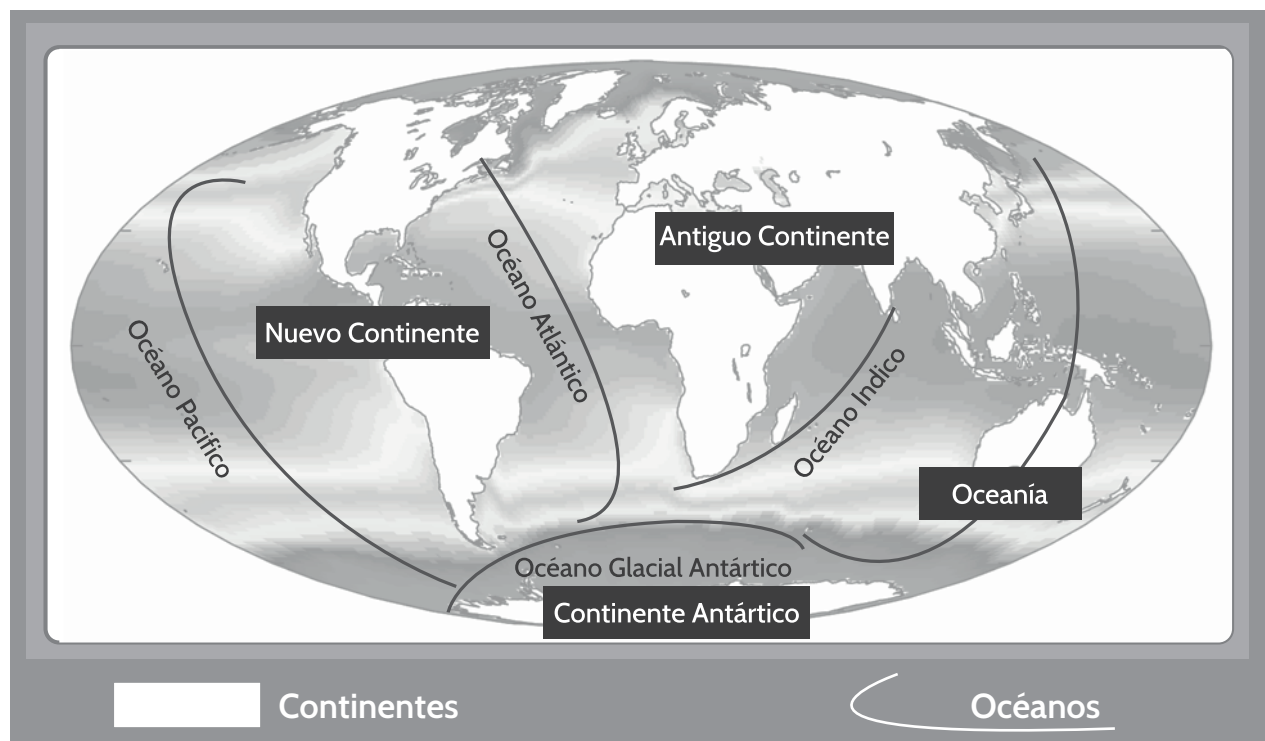 Antiguo Continente
Nuevo Continente
Océano Atlántico
Océano Pacifico
Océano Indico
Oceanía
Océano Glacial Antártico
Continente Antártico
Continentes
Océanos